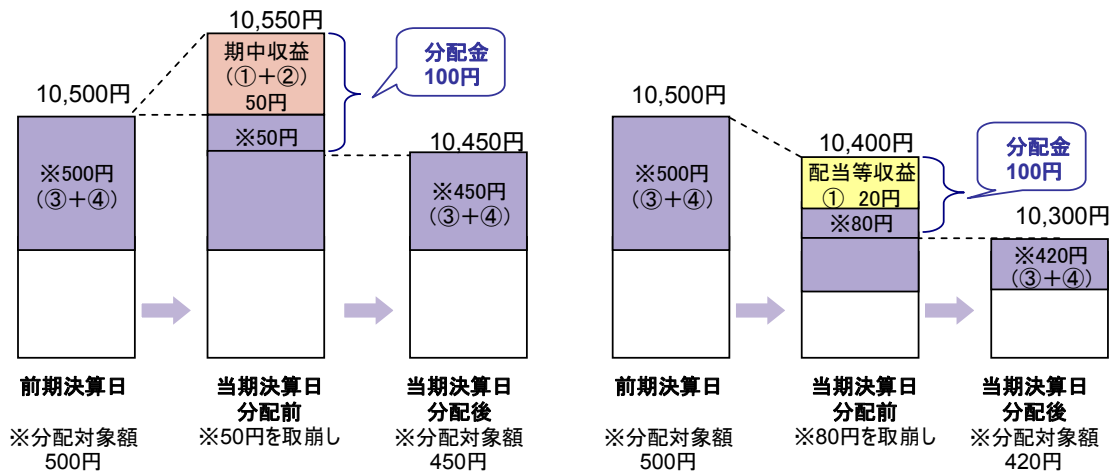 10,500円
※500円
(③＋④)
前期決算日
※分配対象額
500円
10,550円
期中収益
(①＋②)
50円
※50円
分配金
100円
当期決算日
分配前
※50円を取崩し
10,450円
※450円
(③＋④)
当期決算日
分配後
※分配対象額
450円
10,500円
※500円
(③＋④)
前期決算日
※分配対象額
500円
10,400円
配当等収益
① 20円
※80円
分配金
100円
当期決算日
分配前
※80円を取崩し
10,300円
※420円
(③＋④)
当期決算日
分配後
※分配対象額
420円